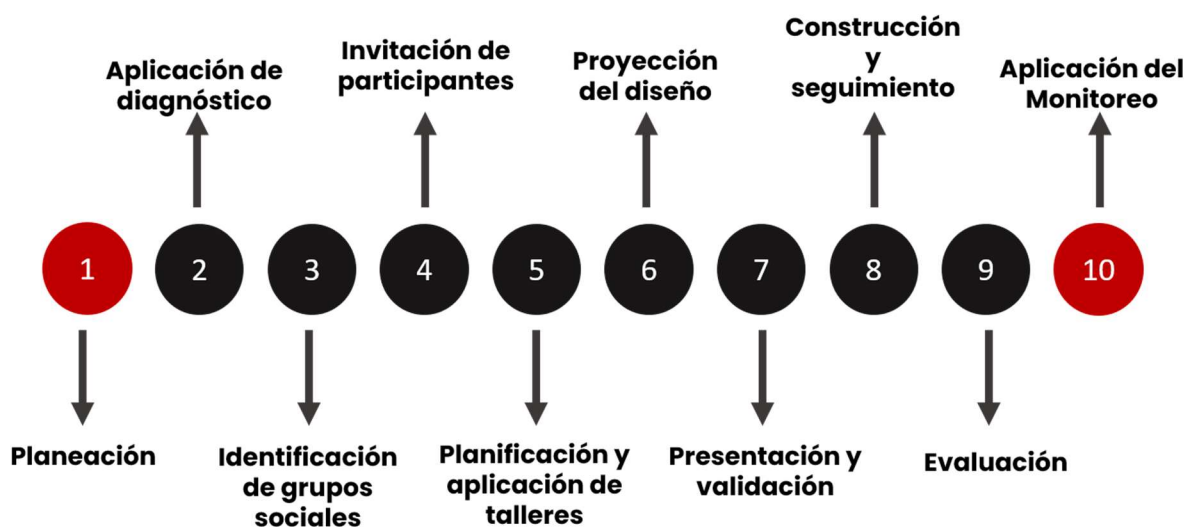 Aplicación de
diagnóstico
Invitación de
participantes
Proyección
del diseño
Construcción
y
seguimiento
Aplicación del
Monitoreo
1
2
3
4
5
6
7
8
9
10
Planeación
Identificación
de grupos
sociales
Planificación y
aplicación de
talleres
Presentación y
validación
Evaluación